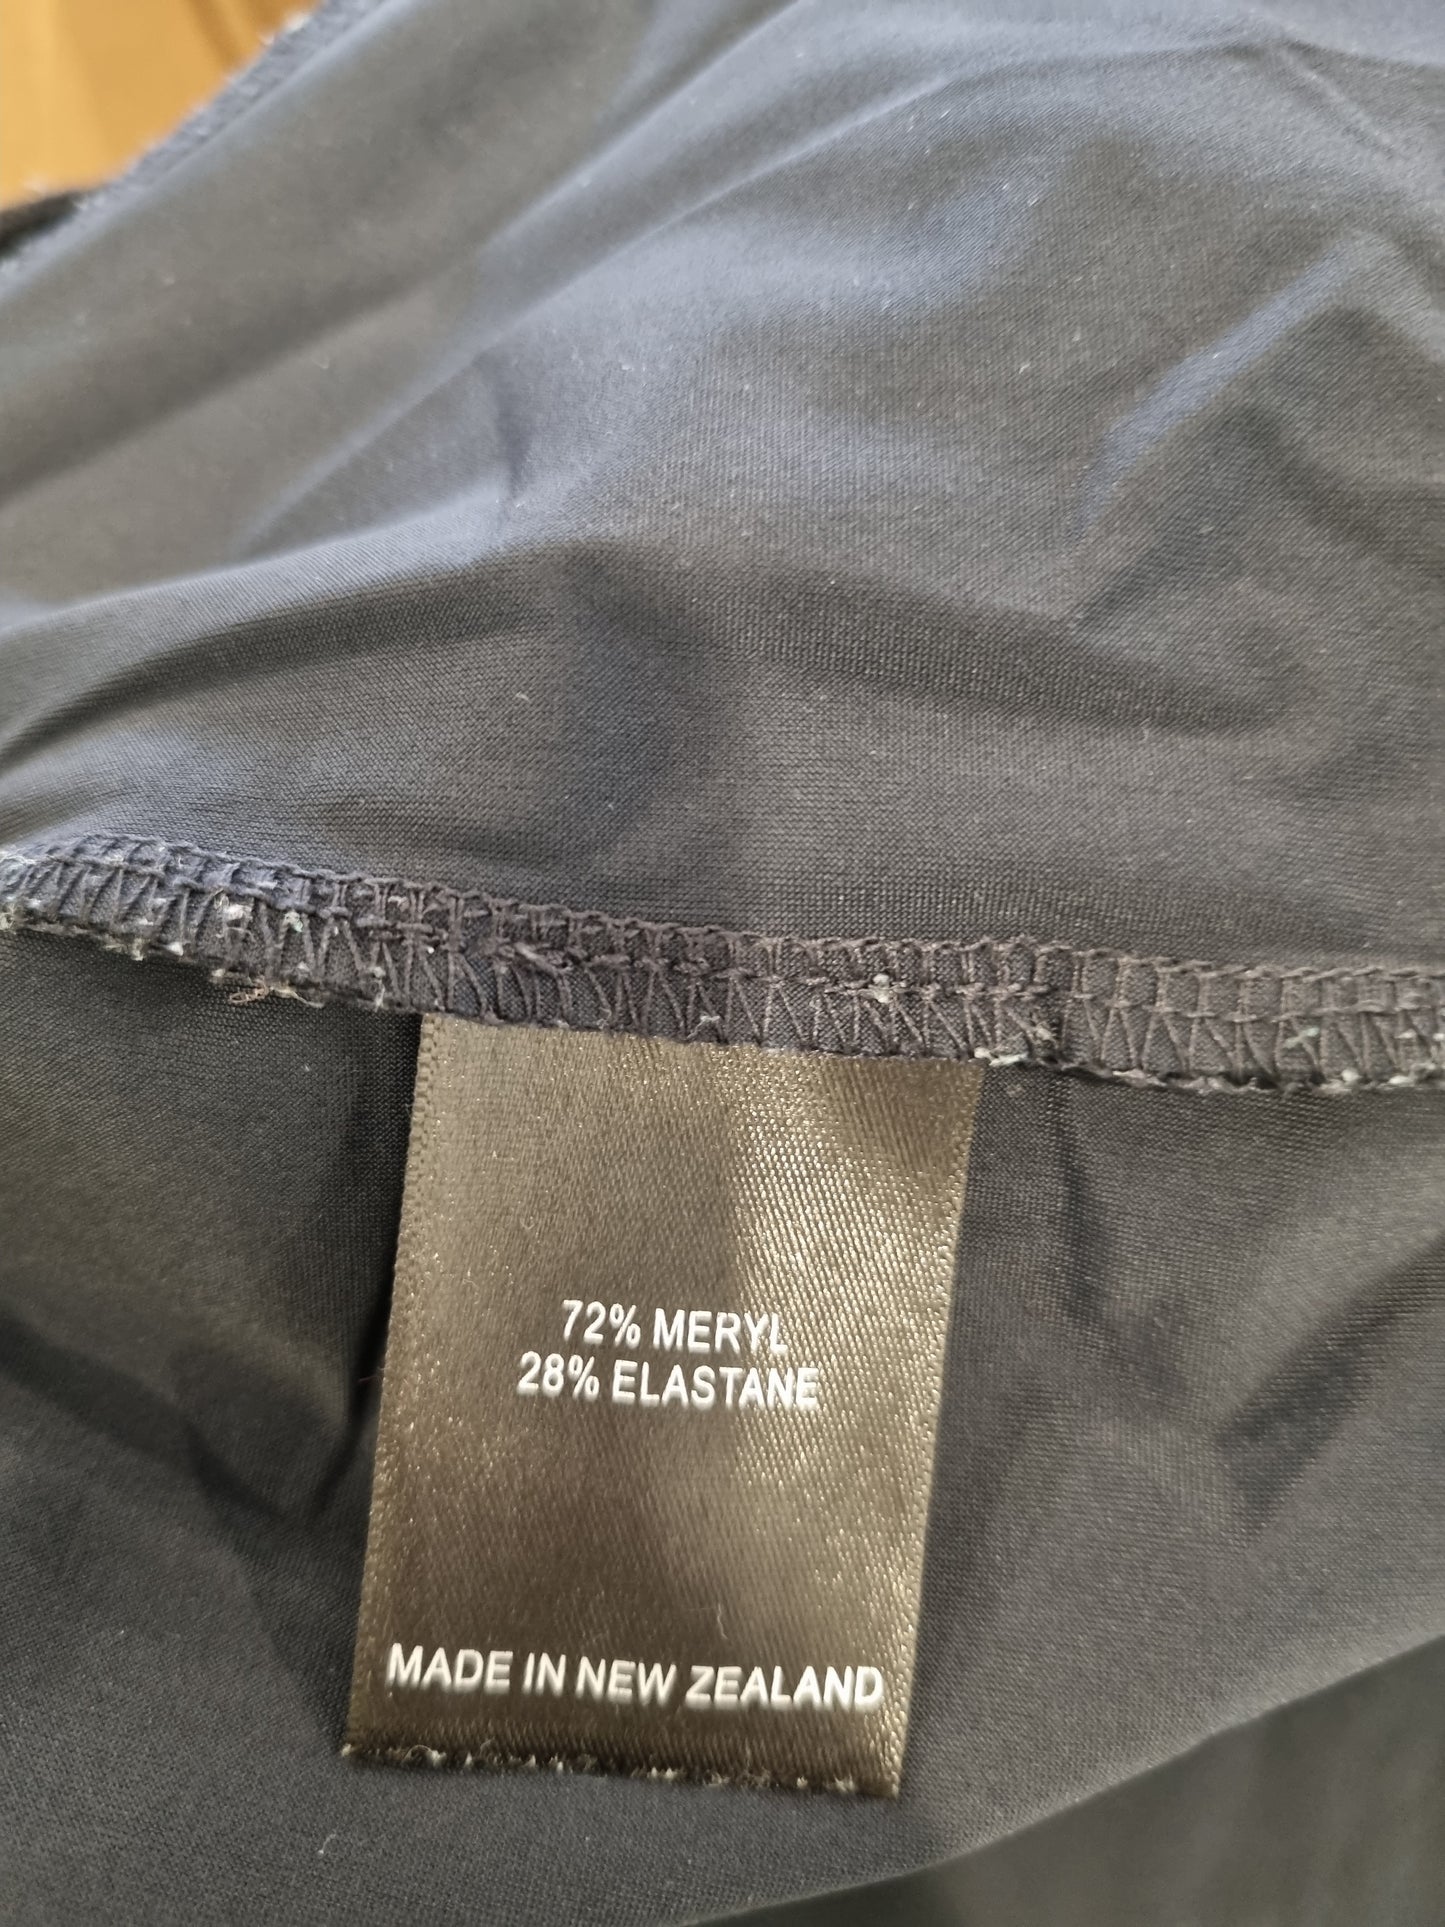 72% MERYL
28% ELASTANE
MADE IN NEW ZEALAND